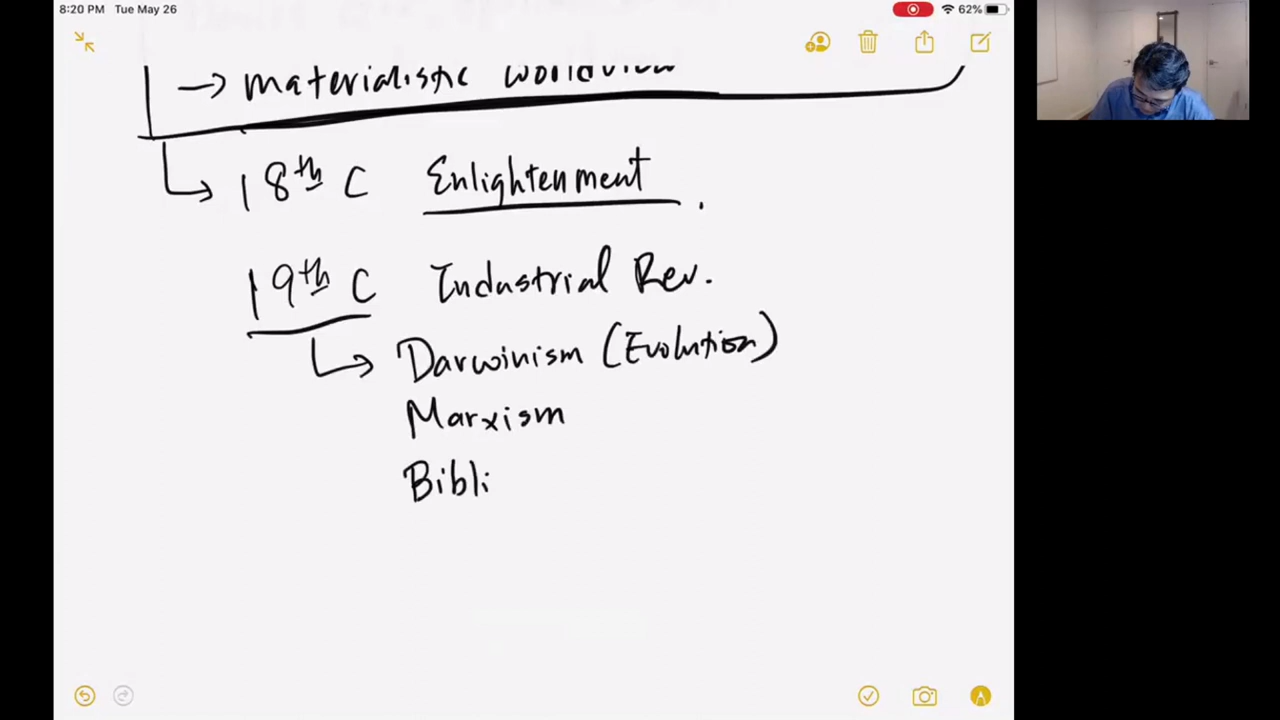 8:20 PM Tue May 26 62%
→ materialistic worldview
18th C Enlightenment.
19th C Industrial Rev.
Darwinism (Evolution)
Marxism
Bibli